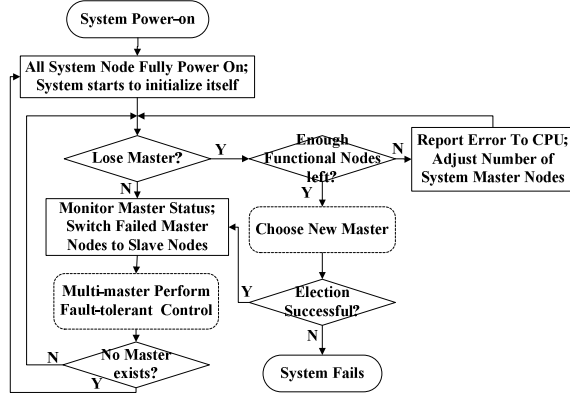 System Power-on
All System Node Fully Power On;
System starts to initialize itself
Lose Master?
Y
Enough
Functional Nodes
left?
N
Report Error To CPU;
Adjust Number of
System Master Nodes
N
Y
Monitor Master Status;
Switch Failed Master
Nodes to Slave Nodes
Choose New Master
Multi-master Perform
Fault-tolerant Control
Y
Election
Successful?
N
No Master
exists?
N
Y
System Fails